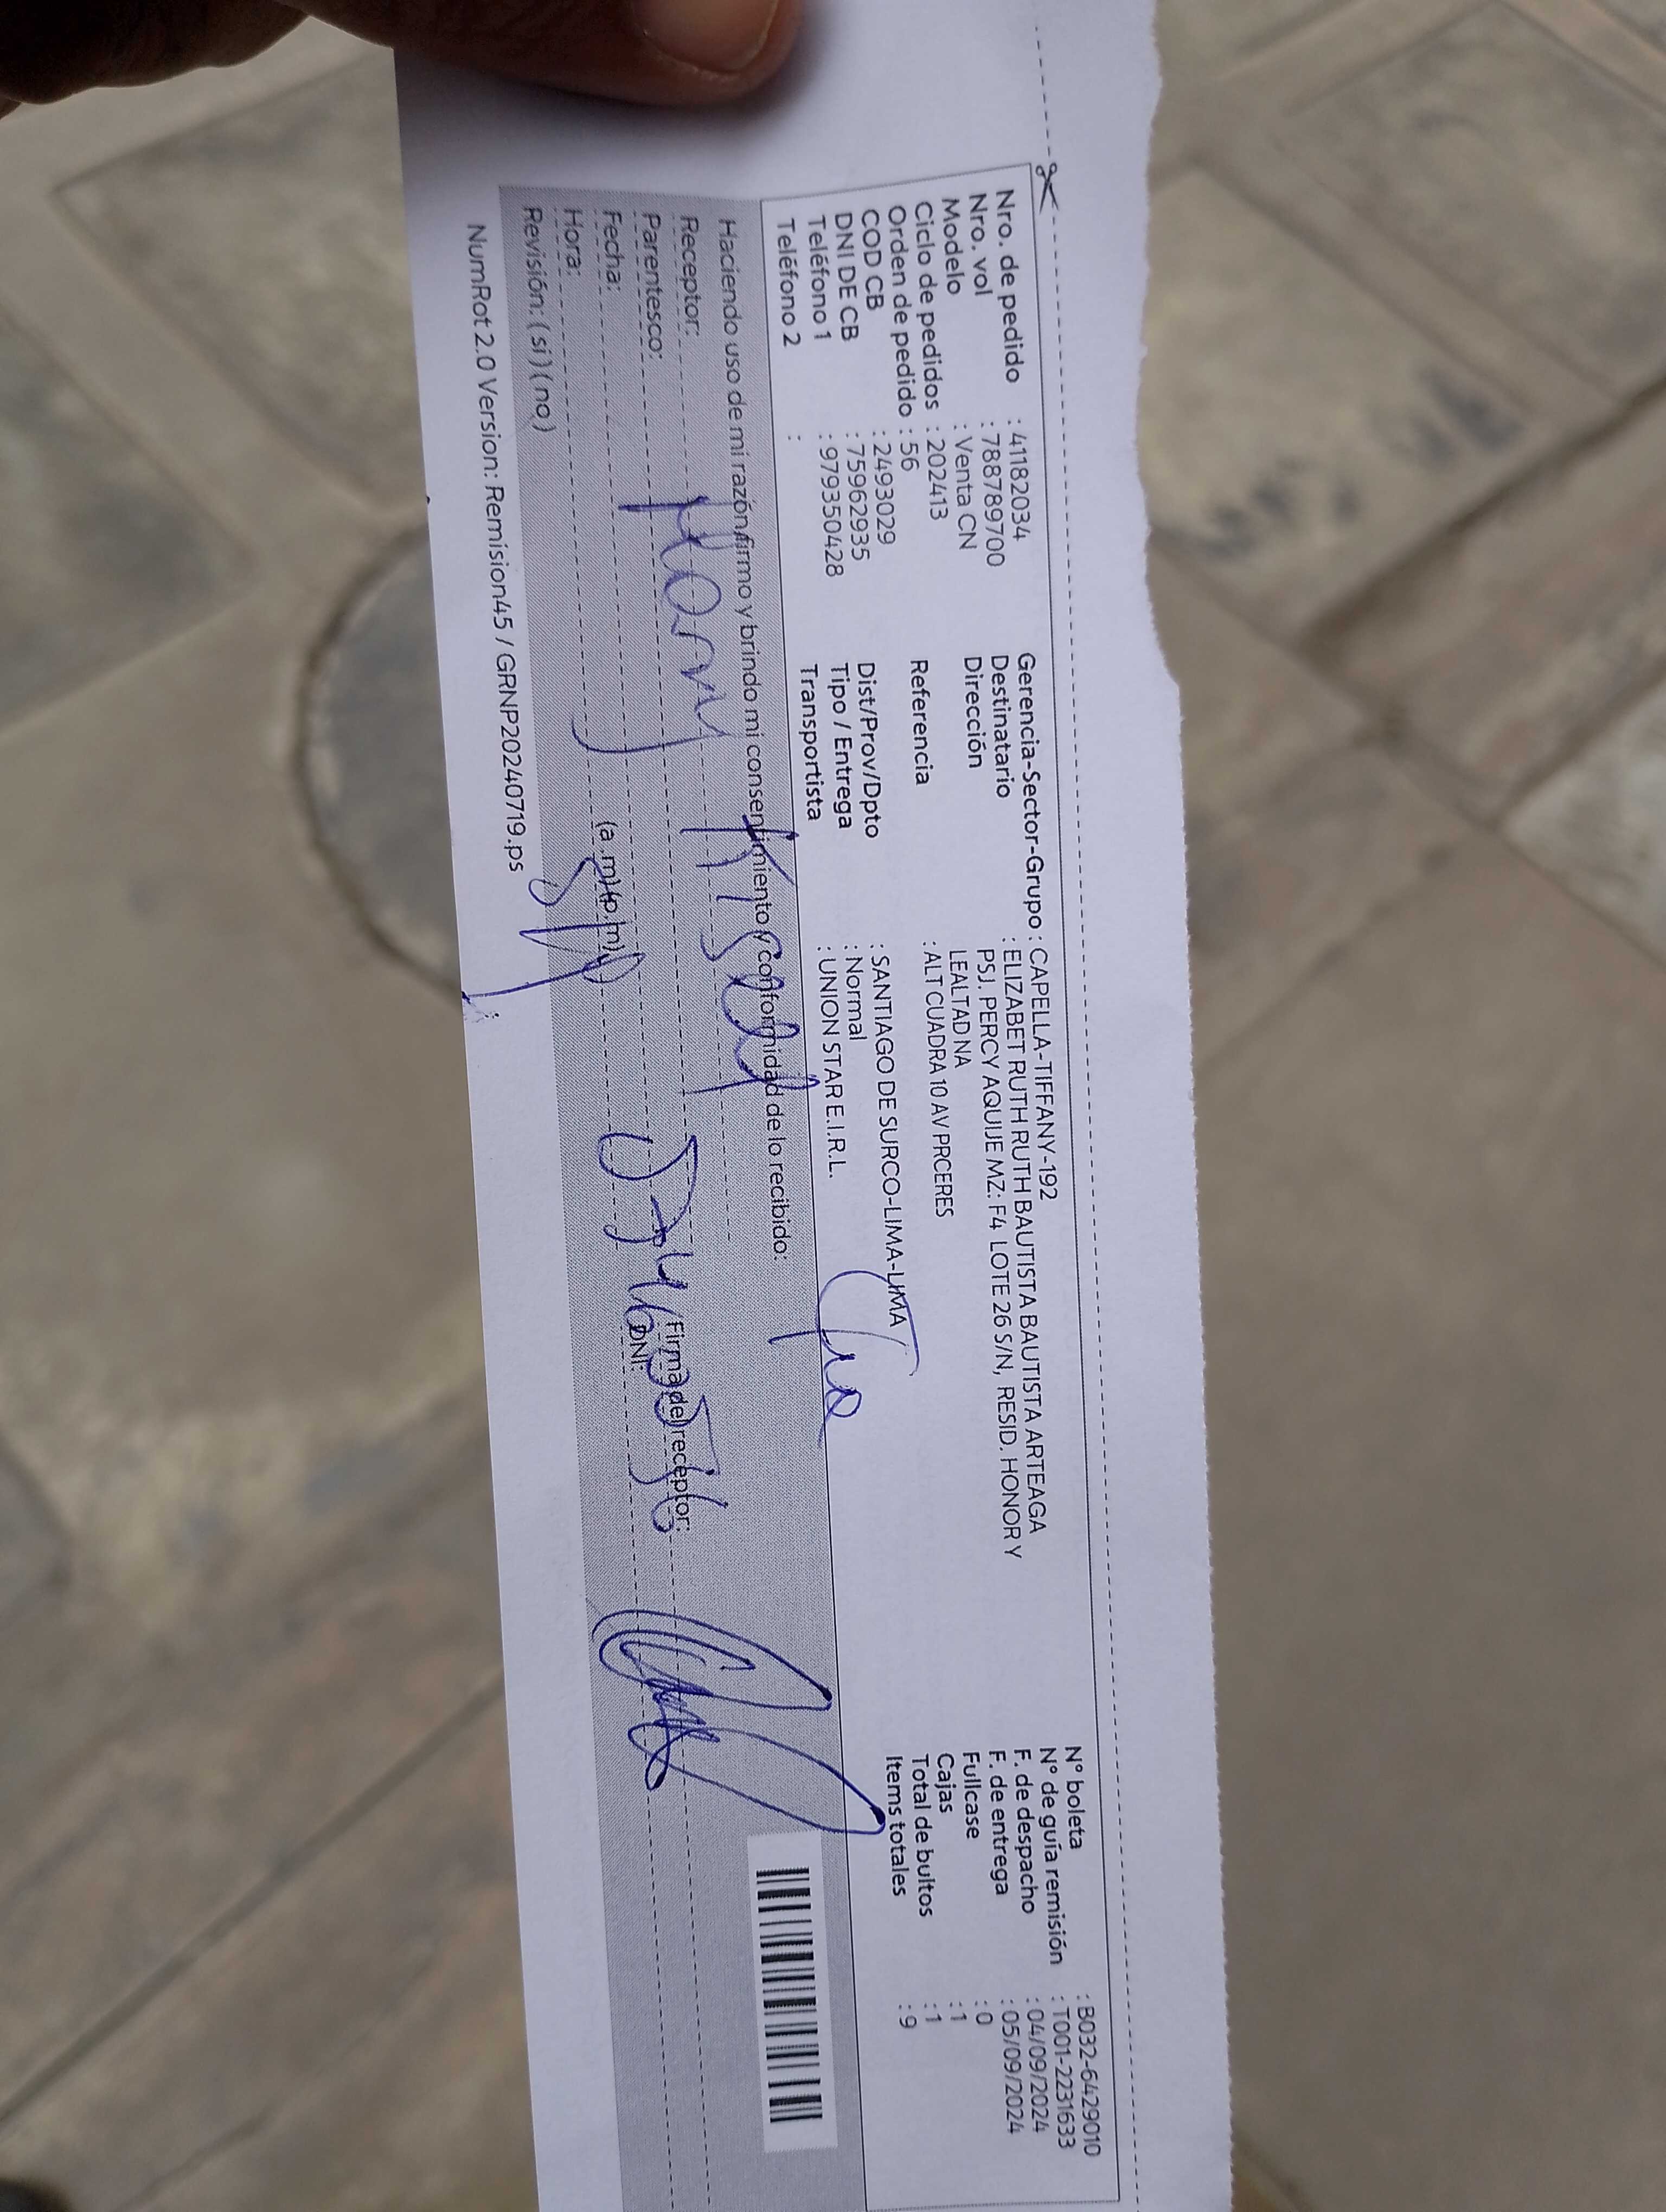 Nro. de pedido : 41182034
Nro. vol : 788789700
Modelo : Venta CN
Ciclo de pedidos : 202413
Orden de pedido : 56
COD CB : 2493029
DNI DE CB : 75962935
Teléfono 1 : 979350428
Teléfono 2 :
Gerencia-Sector-Grupo : CAPELLA-TIFFANY-192
Destinatario : ELIZABET RUTH RUTH BAUTISTA BAUTISTA ARTEAGA
Dirección PSJ. PERCY AQUIJE MZ: F4 LOTE 26 S/N, RESID. HONOR Y
LEALTAD NA
Referencia : ALT CUADRA 10 AV PRCERES
Dist/Prov/Dpto : SANTIAGO DE SURCO-LIMA-LIMA
Tipo / Entrega : Normal
Transportista : UNION STAR E.I.R.L.
N° boleta : B032-6429010
N° de guía remisión : T001-2231633
F. de despacho : 04/09/2024
F. de entrega : 05/09/2024
Fullcase : 0
Cajas : 1
Total de bultos : 1
Items totales : 9
Haciendo uso de mi razón firmo y brindo mi consentimiento y conformidad de lo recibido:
Receptor:
Parentesco:
Fecha:
Hora: (a.m) (p.m)
Revisión: (si) (no)
Firma del receptor:
DNI:
NumRot 2.0 Version: Remision45 / GRNP20240719.ps